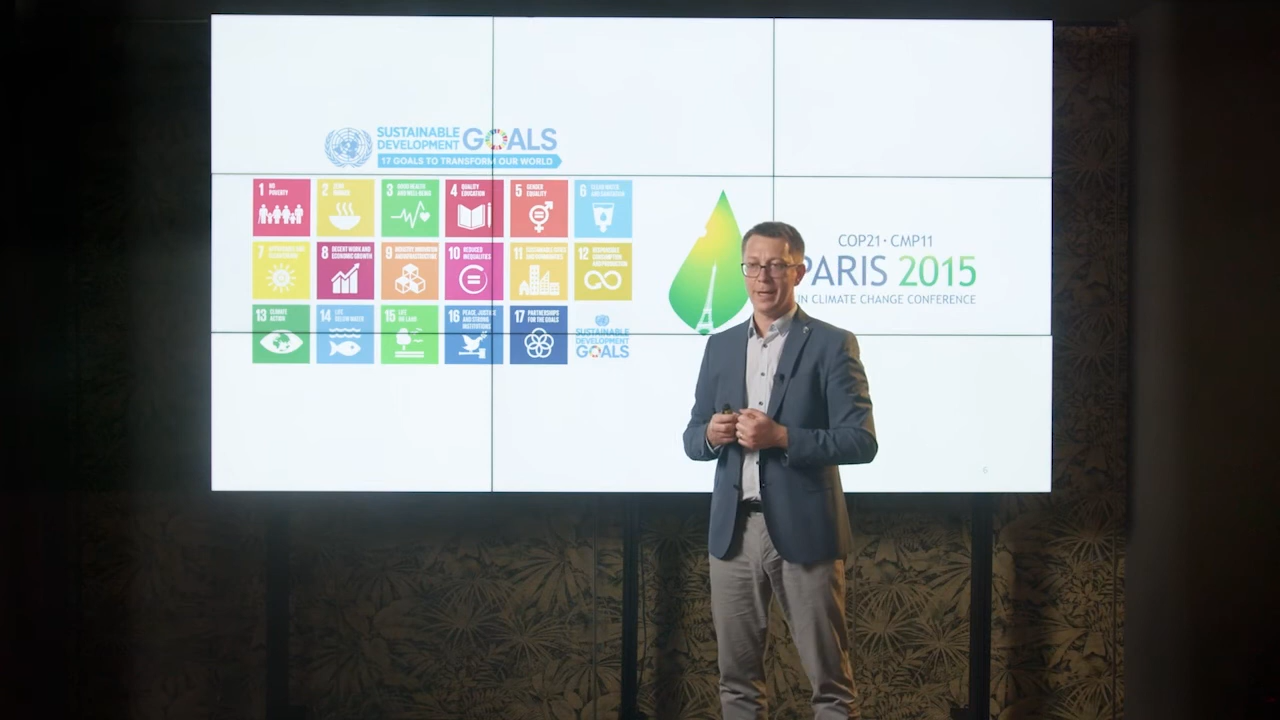 SUSTAINABLE
DEVELOPMENT GOALS
17 GOALS TO TRANSFORM OUR WORLD
1 NO
POVERTY
2 ZERO
HUNGER
3 GOOD HEALTH
AND WELL-BEING
4 QUALITY
EDUCATION
5 GENDER
EQUALITY
6 CLEAN WATER
AND SANITATION
7
8 DECENT WORK AND
ECONOMIC GROWTH
9 INDUSTRY, INNOVATION
AND INFRASTRUCTURE
10 REDUCED
INEQUALITIES
11 SUSTAINABLE CITIES
AND COMMUNITIES
12 RESPONSIBLE
CONSUMPTION
AND PRODUCTION
13 CLIMATE
ACTION
14 LIFE
BELOW WATER
15 LIFE
ON LAND
16 PEACE, JUSTICE
AND STRONG
INSTITUTIONS
17 PARTNERSHIPS
FOR THE GOALS
SUSTAINABLE
DEVELOPMENT
GOALS
COP21·CMP11
PARIS 2015
UN CLIMATE CHANGE CONFERENCE
6